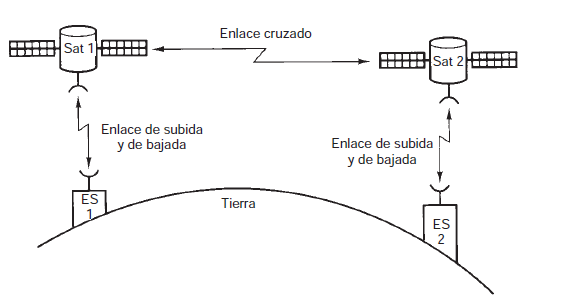 Enlace cruzado
Sat 1
Sat 2
Enlace de subida
y de bajada
Enlace de subida
y de bajada
ES
1
Tierra
ES
2